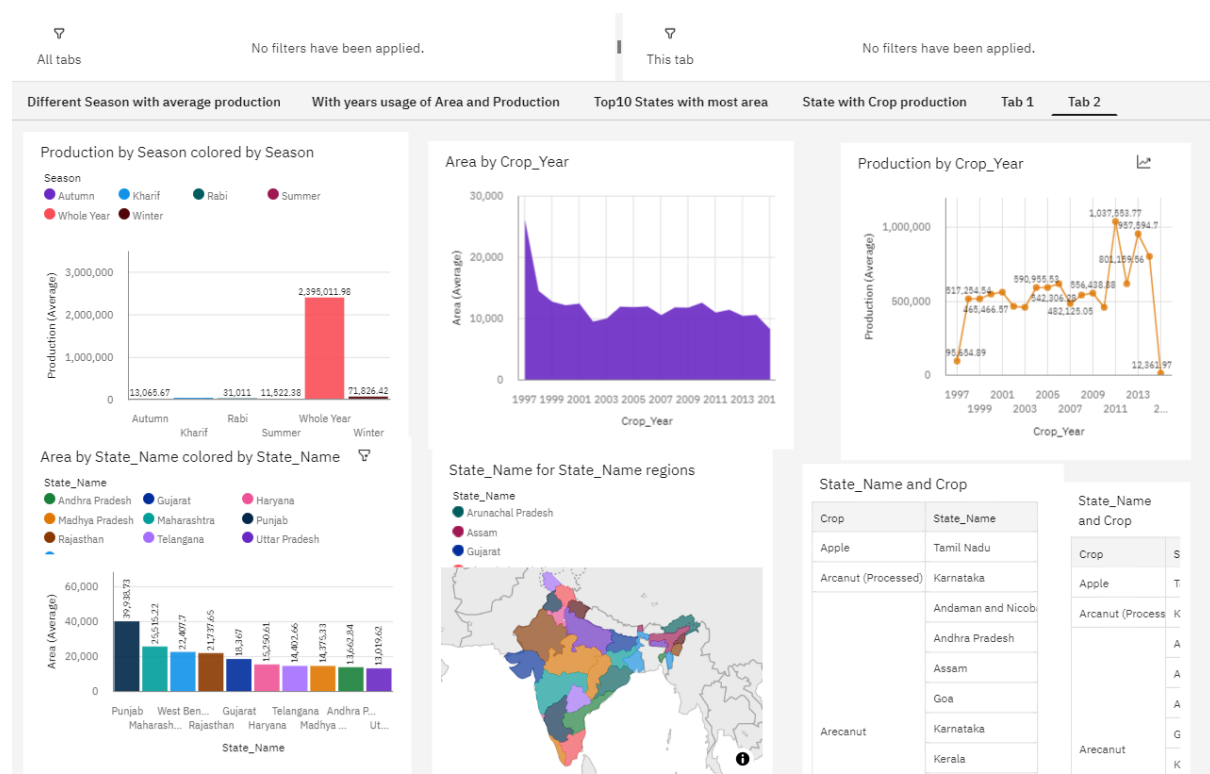 All tabs
No filters have been applied.
This tab
No filters have been applied.
Different Season with average production
With years usage of Area and Production
Top10 States with most area
State with Crop production
Tab 1
Tab 2
Production by Season colored by Season
Season
Autumn Kharif Rabi Summer
Whole Year Winter
Production (Average)
3,000,000
2,000,000
1,000,000
0
13,065.67
31,011
11,522.38
2,395,011.98
71,826.42
Autumn Rabi Whole Year
Kharif Summer Winter
Area by Crop_Year
Area (Average)
30,000
20,000
10,000
0
1997 1999 2001 2003 2005 2007 2009 2011 2013 201
Crop_Year
Production by Crop_Year
Production (Average)
1,000,000
500,000
0
95,654.89
517,254.54
465,466.57
590,955.53
542,306.28
482,125.05
556,438.88
1,037,553.77
801,159.56
957,594.7
12,361.97
1997 2001 2005 2009 2013
1999 2003 2007 2011 2...
Crop_Year
Area by State_Name colored by State_Name
State_Name
Andhra Pradesh Gujarat Haryana
Madhya Pradesh Maharashtra Punjab
Rajasthan Telangana Uttar Pradesh
Area (Average)
60,000
40,000
20,000
0
39,938.73
25,515.22
22,407.7
21,737.65
18,367
15,250.61
14,402.66
14,375.33
13,662.84
13,019.62
Punjab West Ben... Gujarat Telangana Andhra P...
Maharash... Rajasthan Haryana Madhya ... Ut...
State_Name
State_Name for State_Name regions
State_Name
Arunachal Pradesh
Assam
Gujarat
State_Name and Crop
Crop State_Name
Apple Tamil Nadu
Arcanut (Processed) Karnataka
Andaman and Nicoba
Andhra Pradesh
Assam
Goa
Arecanut Karnataka
Kerala
State_Name
and Crop
Crop S
Apple T
Arcanut (Process K
A
A
A
G
Arecanut K